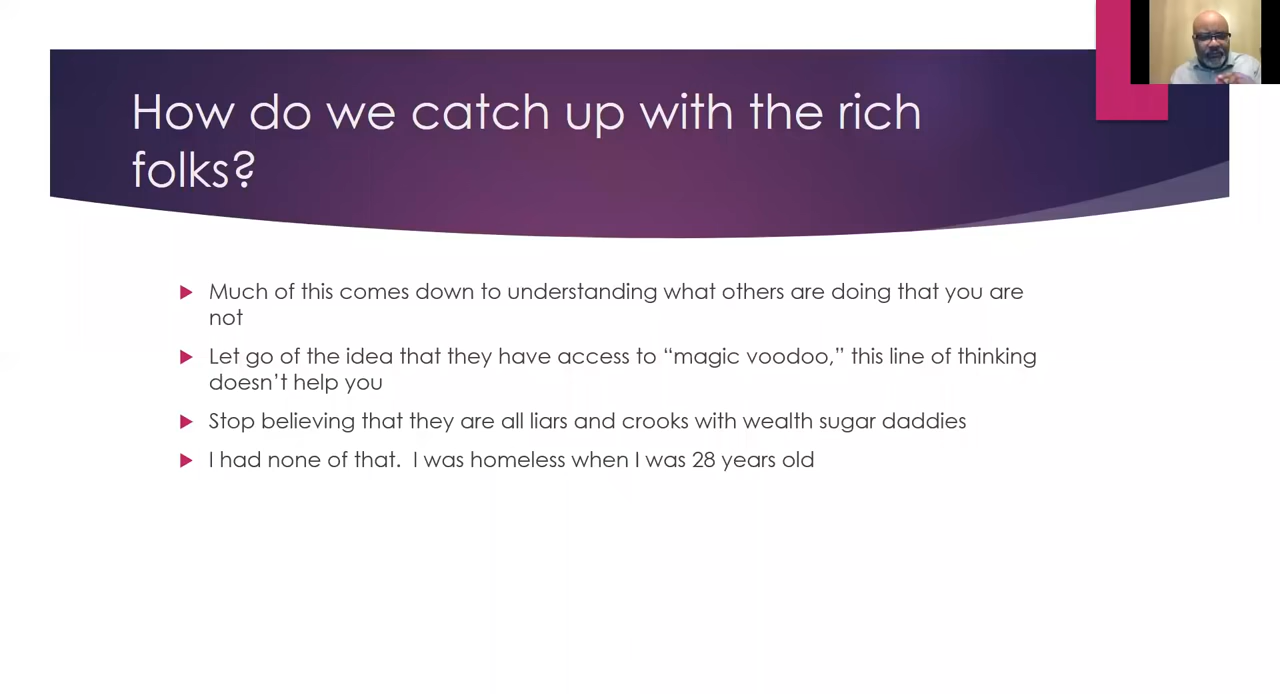 How do we catch up with the rich
folks?
Much of this comes down to understanding what others are doing that you are
not
Let go of the idea that they have access to “magic voodoo,” this line of thinking
doesn’t help you
Stop believing that they are all liars and crooks with wealth sugar daddies
I had none of that.  I was homeless when I was 28 years old